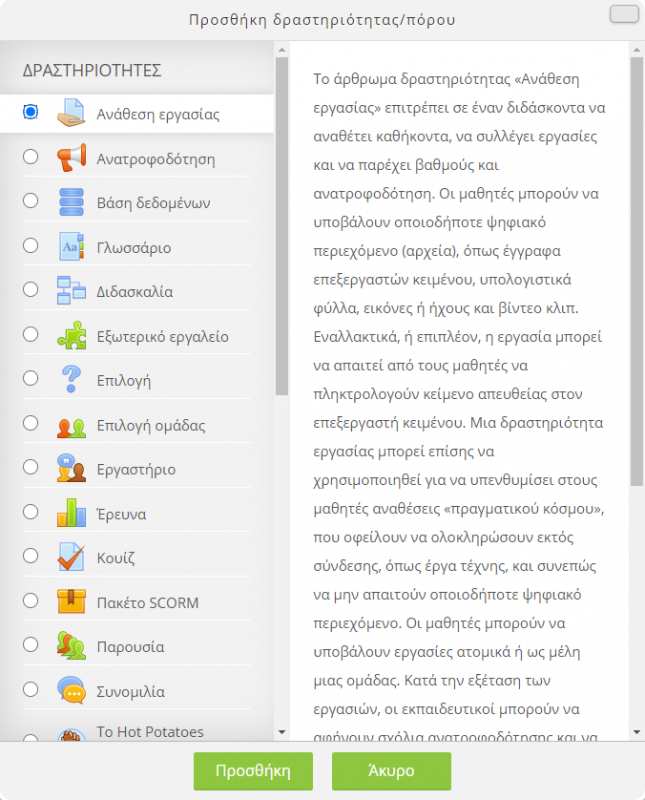 Προσθήκη δραστηριότητας/πόρου
ΔΡΑΣΤΗΡΙΟΤΗΤΕΣ
Ανάθεση εργασίας
Ανατροφοδότηση
Βάση δεδομένων
Γλωσσάριο
Διδασκαλία
Εξωτερικό εργαλείο
Επιλογή
Επιλογή ομάδας
Εργαστήριο
Έρευνα
Κουίζ
Πακέτο SCORM
Παρουσία
Συνομιλία
Το Hot Potatoes
Το άρθρωμα δραστηριότητας «Ανάθεση
εργασίας» επιτρέπει σε έναν διδάσκοντα να
αναθέτει καθήκοντα, να συλλέγει εργασίες
και να παρέχει βαθμούς και
ανατροφοδότηση. Οι μαθητές μπορούν να
υποβάλουν οποιοδήποτε ψηφιακό
περιεχόμενο (αρχεία), όπως έγγραφα
επεξεργαστών κειμένου, υπολογιστικά
φύλλα, εικόνες ή ήχους και βίντεο κλιπ.
Εναλλακτικά, ή επιπλέον, η εργασία μπορεί
να απαιτεί από τους μαθητές να
πληκτρολογούν κείμενο απευθείας στον
επεξεργαστή κειμένου. Μια δραστηριότητα
εργασίας μπορεί επίσης να
χρησιμοποιηθεί για να υπενθυμίσει στους
μαθητές αναθέσεις «πραγματικού κόσμου»,
που οφείλουν να ολοκληρώσουν εκτός
σύνδεσης, όπως έργα τέχνης, και συνεπώς
να μην απαιτούν οποιοδήποτε ψηφιακό
περιεχόμενο. Οι μαθητές μπορούν να
υποβάλουν εργασίες ατομικά ή ως μέλη
μιας ομάδας. Κατά την εξέταση των
εργασιών, οι εκπαιδευτικοί μπορούν να
αφήνουν σχόλια ανατροφοδότησης και να
Προσθήκη
Άκυρο